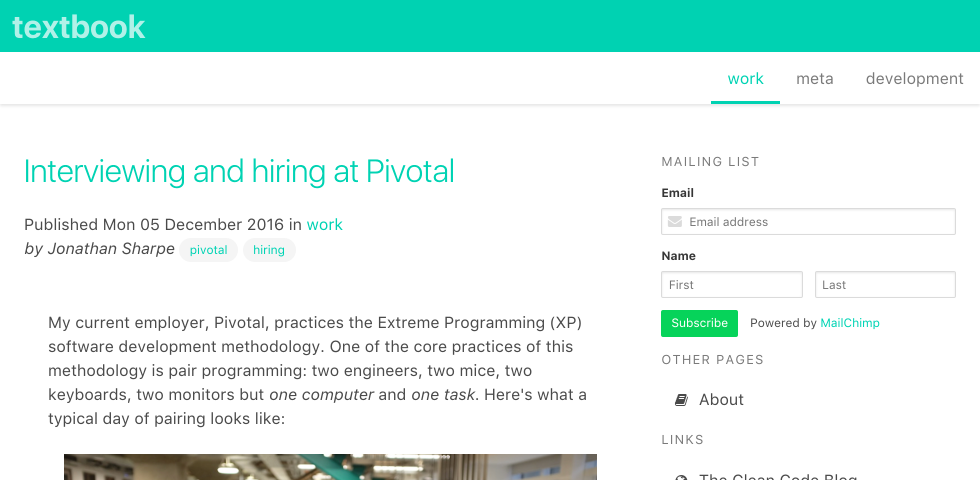 textbook
work meta development
Interviewing and hiring at Pivotal
Published Mon 05 December 2016 in work
by Jonathan Sharpe pivotal hiring
My current employer, Pivotal, practices the Extreme Programming (XP)
software development methodology. One of the core practices of this
methodology is pair programming: two engineers, two mice, two
keyboards, two monitors but one computer and one task. Here's what a
typical day of pairing looks like:
MAILING LIST
Email
Email address
Name
First Last
Subscribe Powered by MailChimp
OTHER PAGES
About
LINKS
The Clean Code Blog